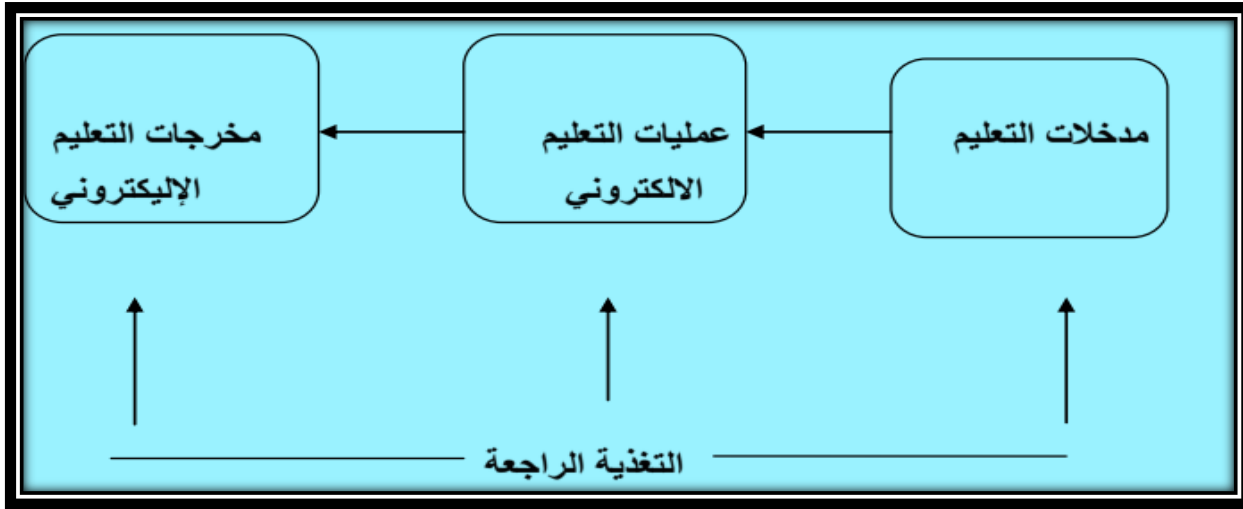 مدخلات التعليم
عمليات التعليم
الالكتروني
مخرجات التعليم
الإليكتروني
التغذية الراجعة